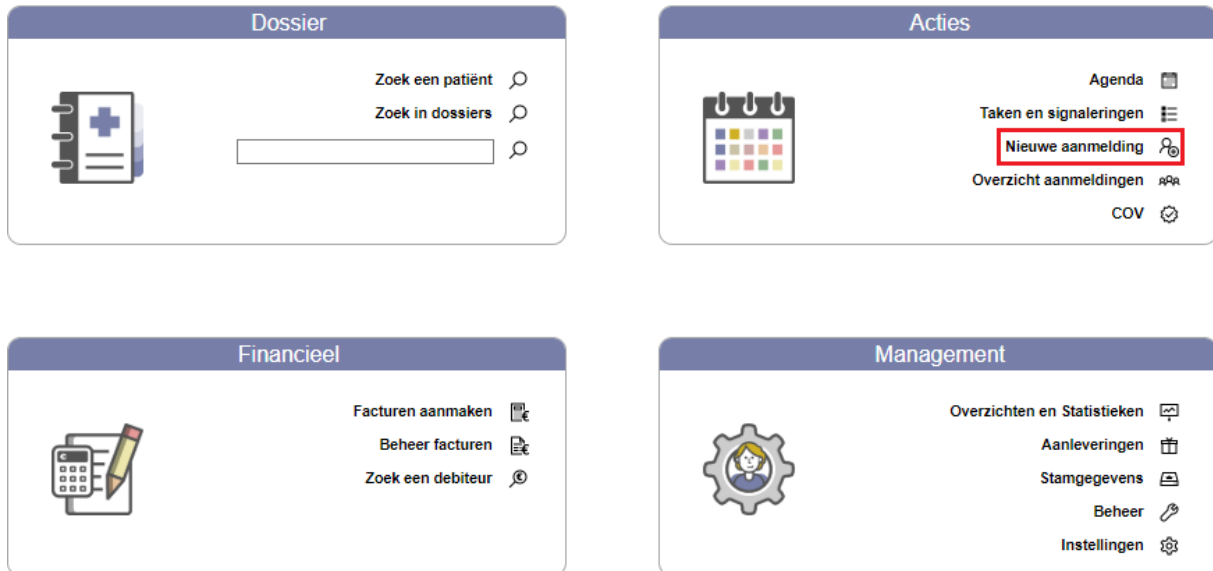 Dossier
Zoek een patiënt
Zoek in dossiers
Acties
Agenda
Taken en signaleringen
Nieuwe aanmelding
Overzicht aanmeldingen
COV
Financieel
Facturen aanmaken
Beheer facturen
Zoek een debiteur
Management
Overzichten en Statistieken
Aanleveringen
Stamgegevens
Beheer
Instellingen